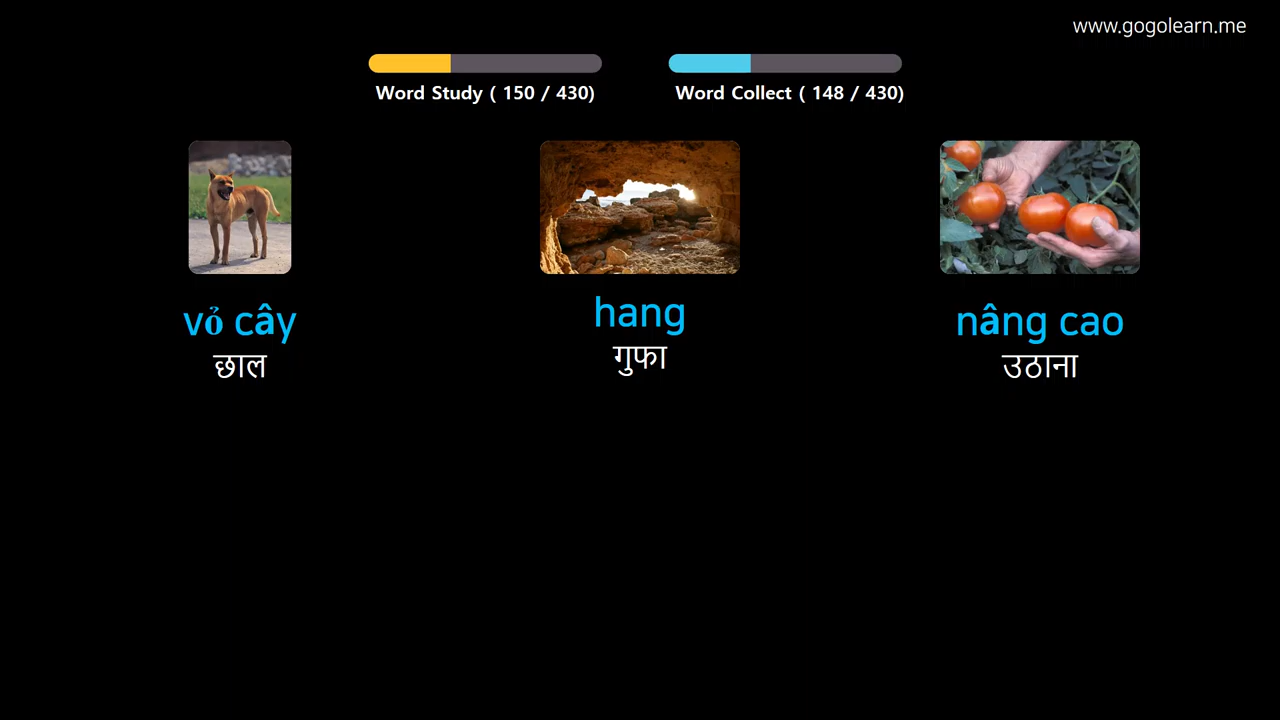 www.gogolearn.me
Word Study ( 150 / 430)
Word Collect ( 148 / 430)
vỏ cây
छाल
hang
गुफा
nâng cao
उठाना